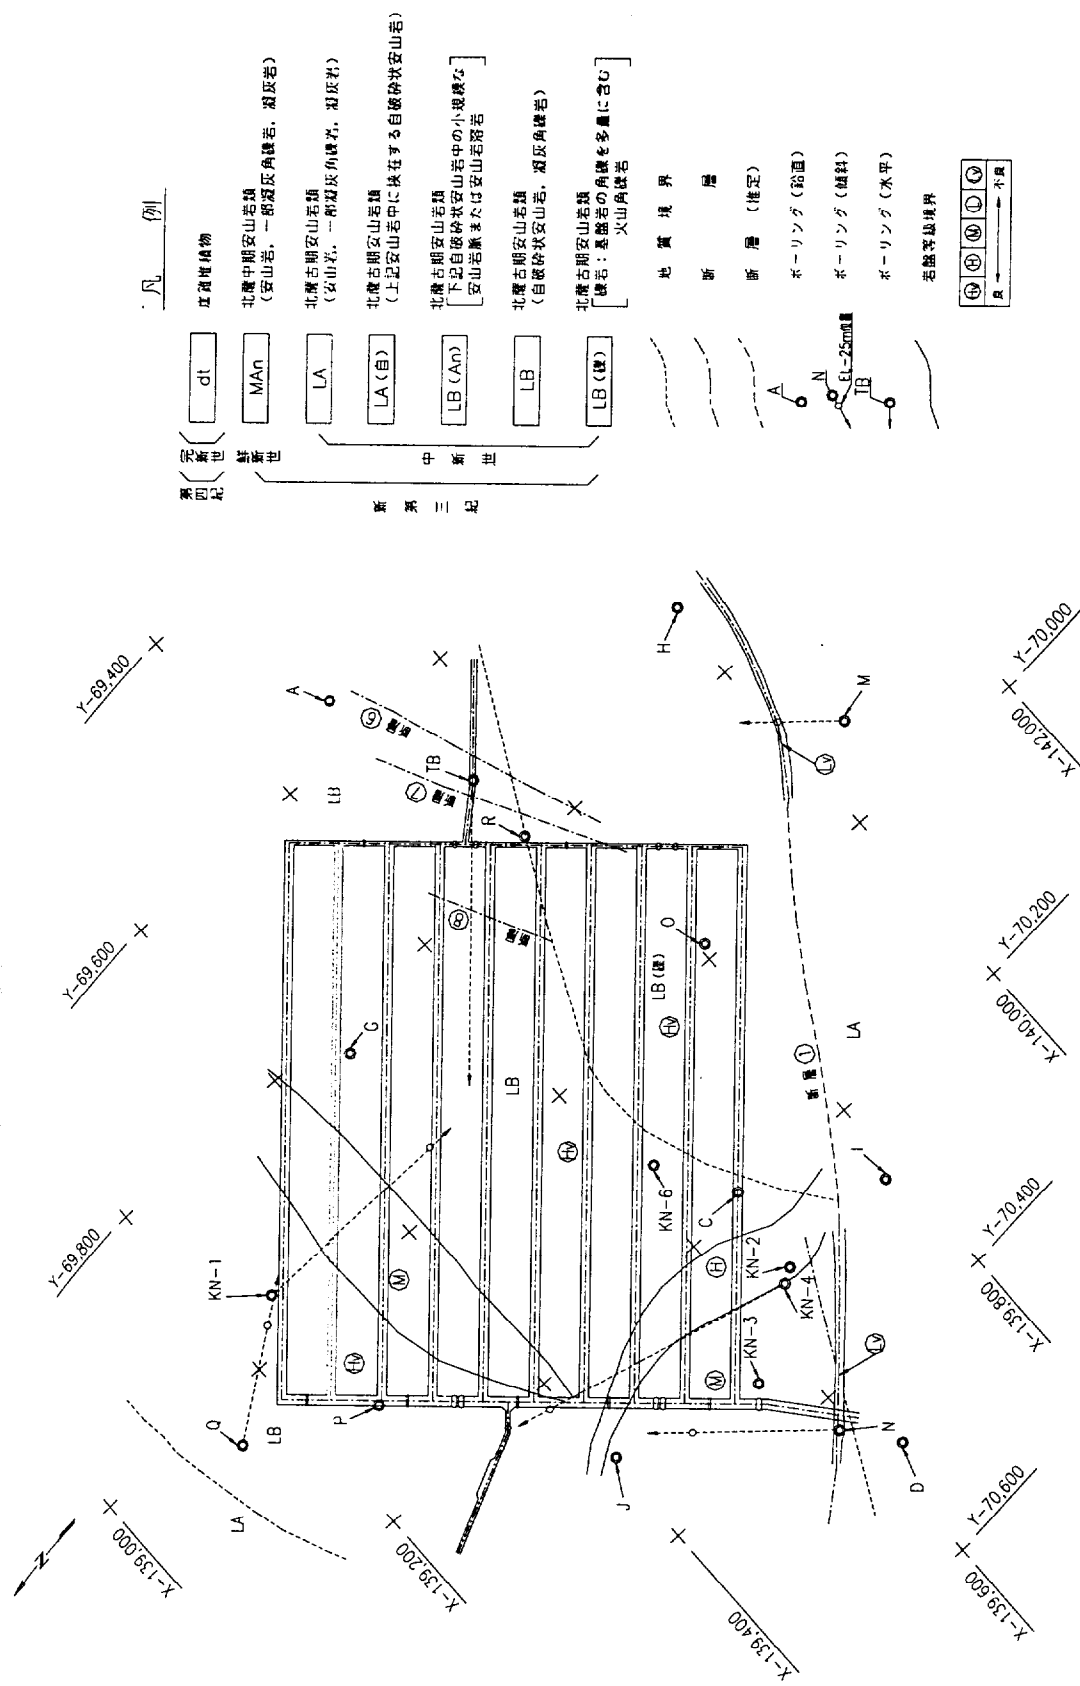 凡 例
第四紀
完新世
dt
崖錐堆積物
新第三紀
鮮新世
MAn
北薩中期安山岩類
(安山岩, 一部凝灰角礫岩, 凝灰岩)
中新世
LA
北薩古期安山岩類
(安山岩, 一部凝灰角礫岩, 凝灰岩)
LA(自)
北薩古期安山岩類
(上記安山岩中に挟在する自破砕状安山岩)
LB(An)
北薩古期安山岩類
[下記自破砕状安山岩中の小規模な
安山岩脈または安山岩溶岩]
LB
北薩古期安山岩類
(自破砕状安山岩, 凝灰角礫岩)
LB(礫)
北薩古期安山岩類
[礫岩:基盤岩の角礫を多量に含む
火山角礫岩]
地質境界
断層
断層(推定)
A
ボーリング(鉛直)
N
EL-25m位置
ボーリング(傾斜)
TB
ボーリング(水平)
岩盤等級境界
Hv H M L Lv
良 不良
N
Y-69,400
Y-69,600
Y-69,800
X-139,000
X-139,200
X-139,400
X-139,600
Y-70,600
X-139,800
Y-70,400
X-140,000
Y-70,200
X-142,000
Y-70,000
A
断層⑥
断層⑦
TB
LB
R
断層⑧
G
O
LB(礫)
Hv
LB
Hv
KN-1
M
Hv
Q
LB
LA
P
KN-6
C
H
KN-2
KN-4
KN-3
M
J
N
D
Lv
I
断層①
LA
H
M
Lv